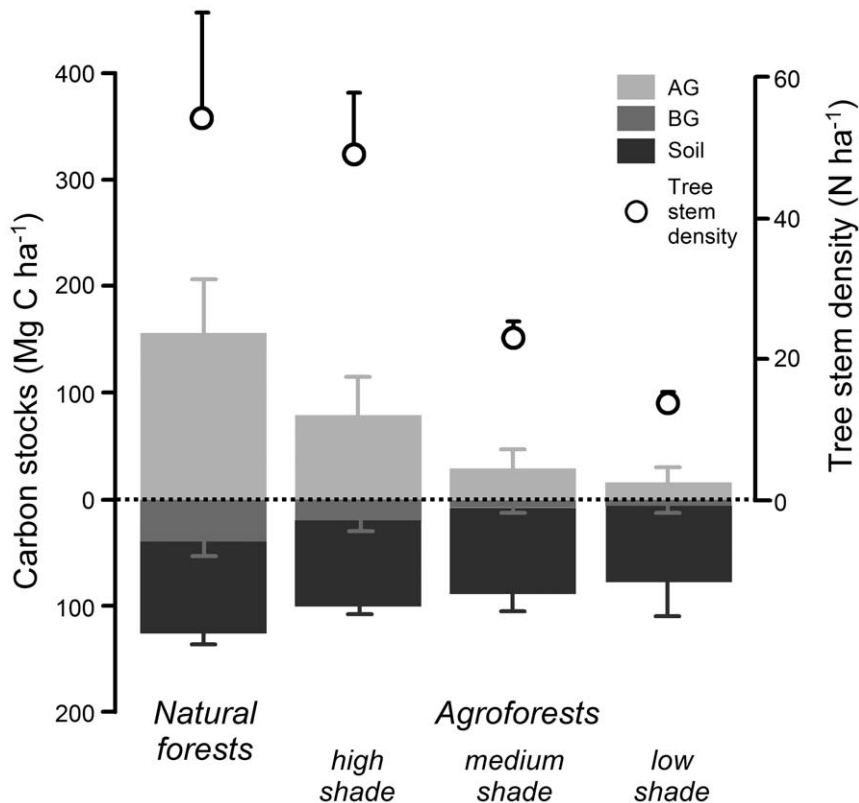 Carbon stocks (Mg C ha⁻¹)
400
300
200
100
0
100
200
AG
BG
Soil
Tree
stem
density
60
40
20
0
Tree stem density (N ha⁻¹)
Natural
forests
Agroforests
high
shade
medium
shade
low
shade